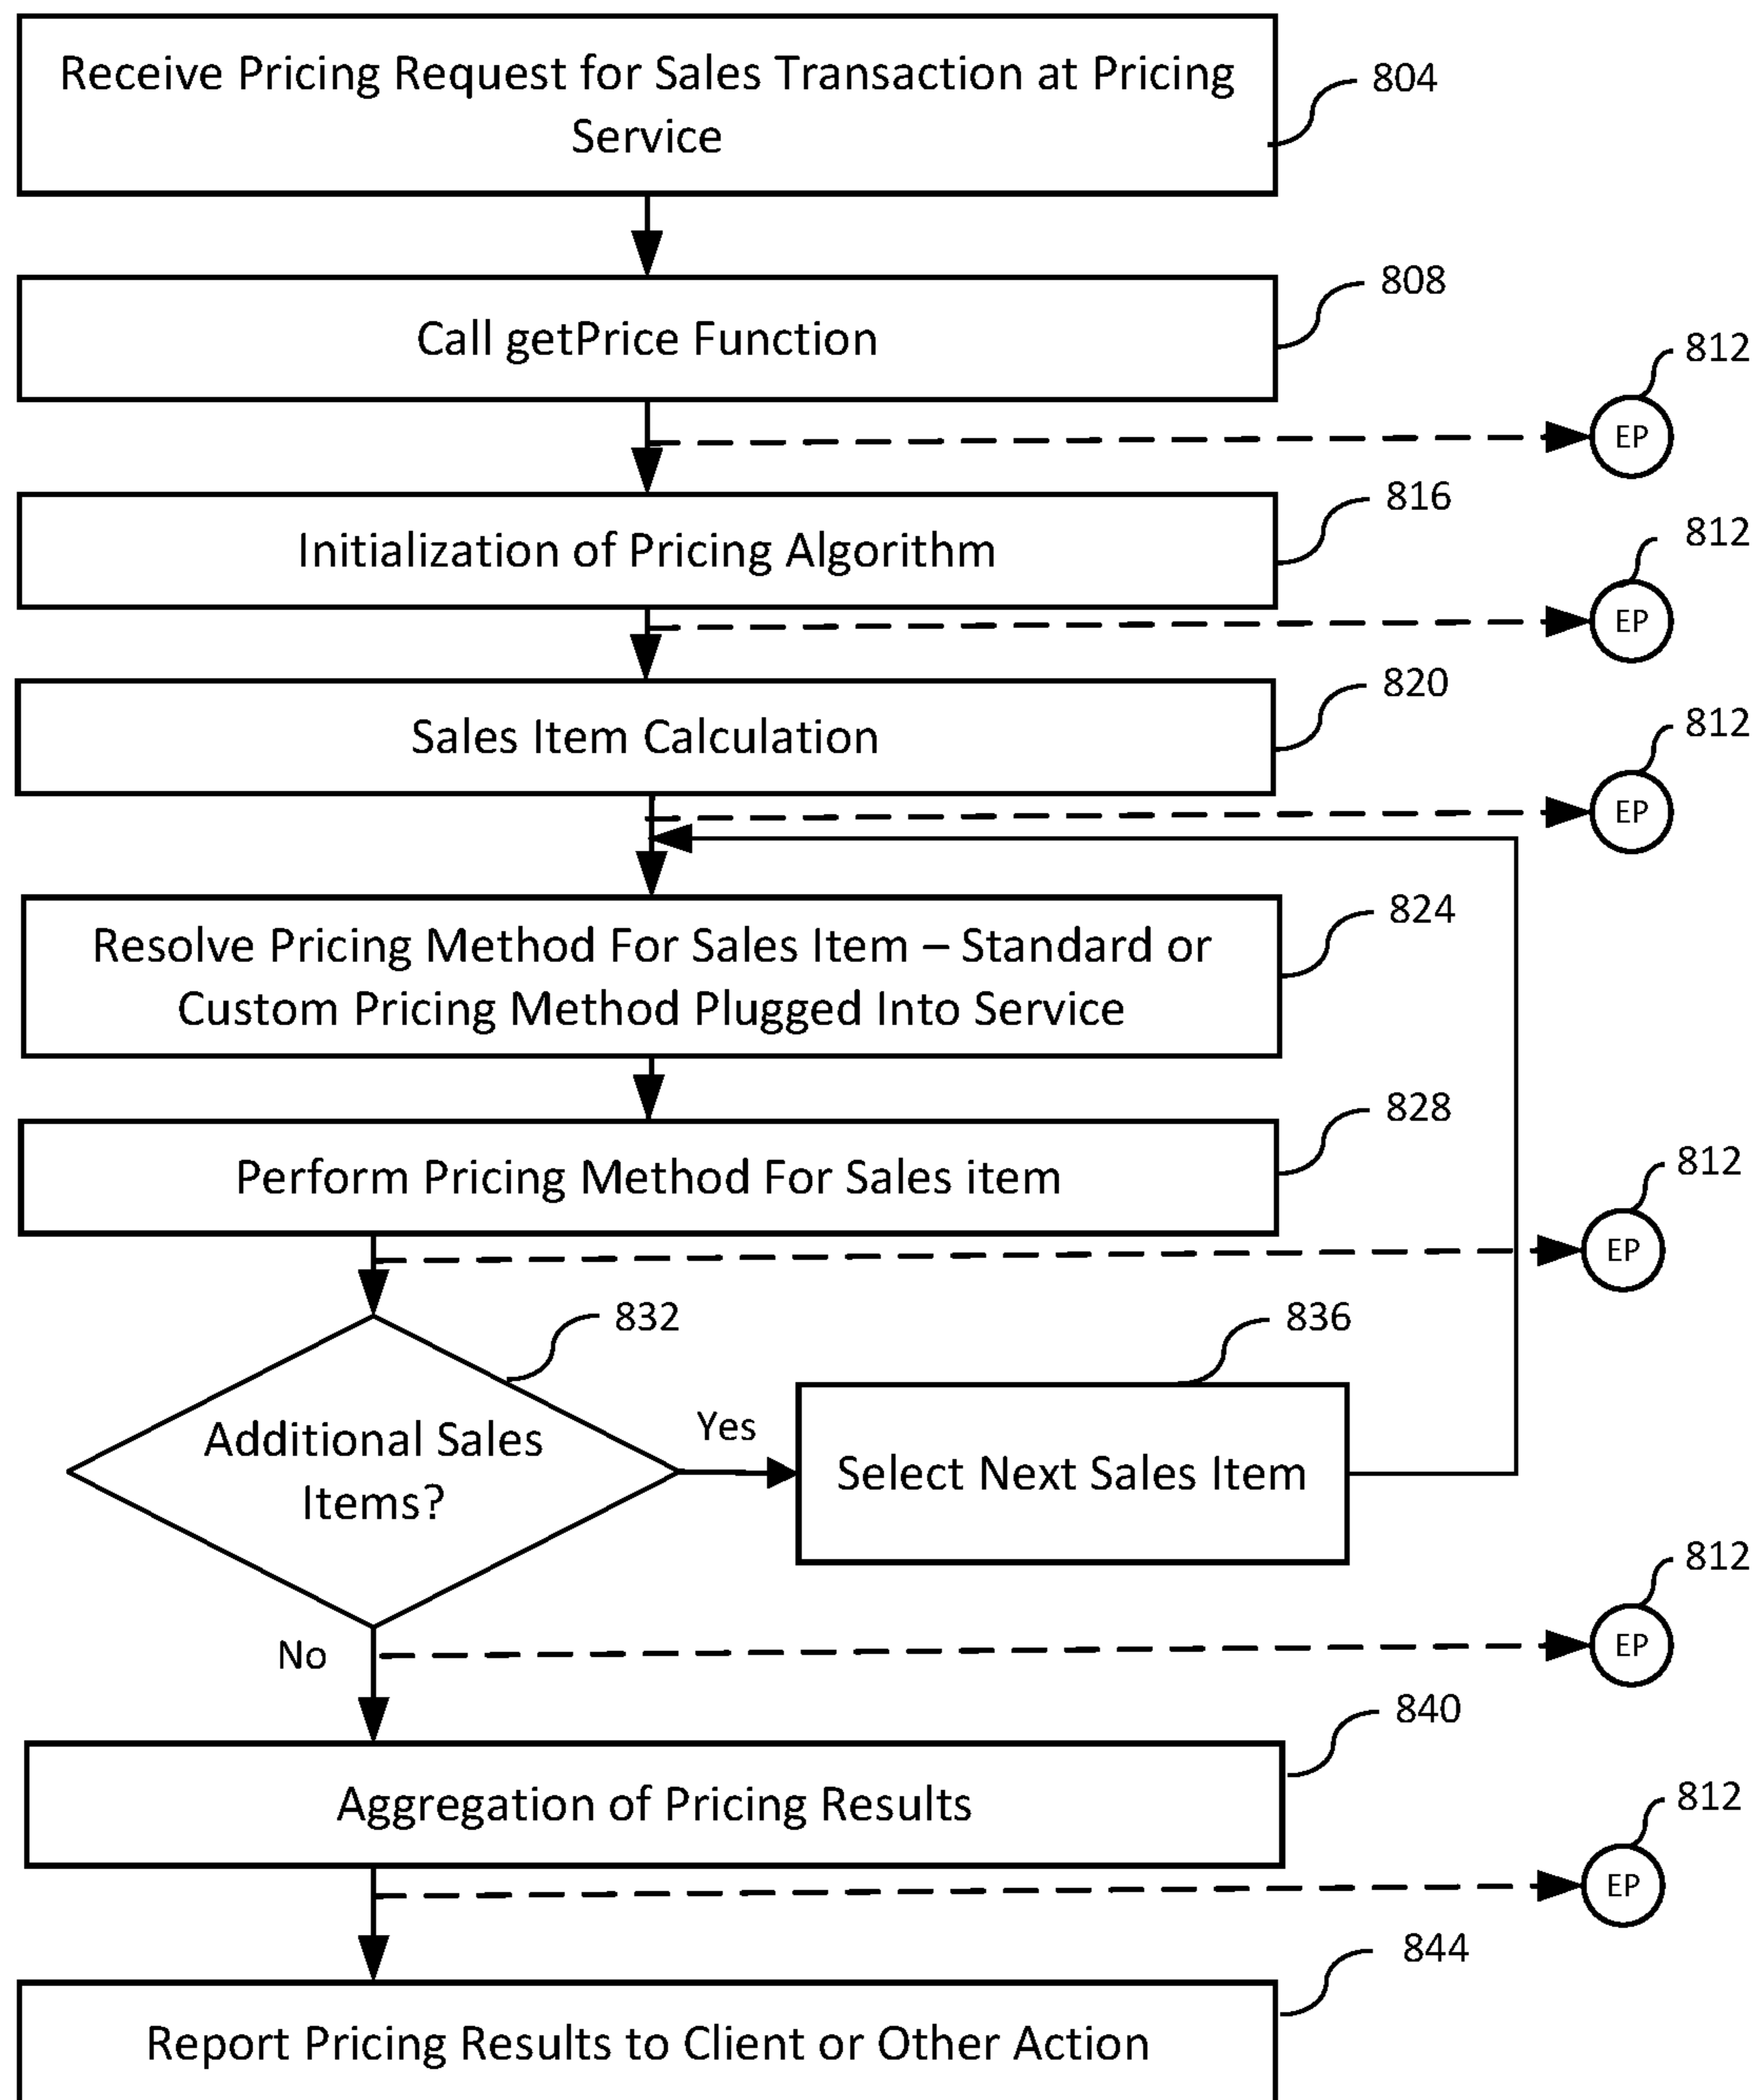 Receive Pricing Request for Sales Transaction at Pricing
Service
804
Call getPrice Function
808
812
EP
Initialization of Pricing Algorithm
816
812
EP
Sales Item Calculation
820
812
EP
Resolve Pricing Method For Sales Item – Standard or
Custom Pricing Method Plugged Into Service
824
Perform Pricing Method For Sales item
828
812
EP
832
Additional Sales
Items?
Yes
836
Select Next Sales Item
No
812
EP
Aggregation of Pricing Results
840
812
EP
Report Pricing Results to Client or Other Action
844